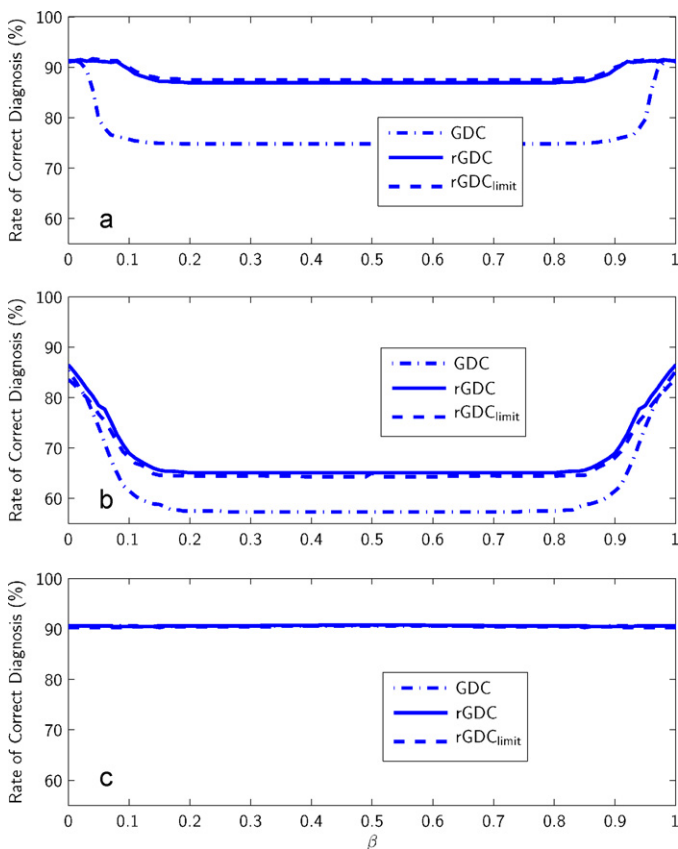 Rate of Correct Diagnosis (%)
100
90
80
70
60
GDC
rGDC
rGDClimit
a
0 0.1 0.2 0.3 0.4 0.5 0.6 0.7 0.8 0.9 1
Rate of Correct Diagnosis (%)
100
90
80
70
60
GDC
rGDC
rGDClimit
b
0 0.1 0.2 0.3 0.4 0.5 0.6 0.7 0.8 0.9 1
Rate of Correct Diagnosis (%)
100
90
80
70
60
GDC
rGDC
rGDClimit
c
0 0.1 0.2 0.3 0.4 0.5 0.6 0.7 0.8 0.9 1
β